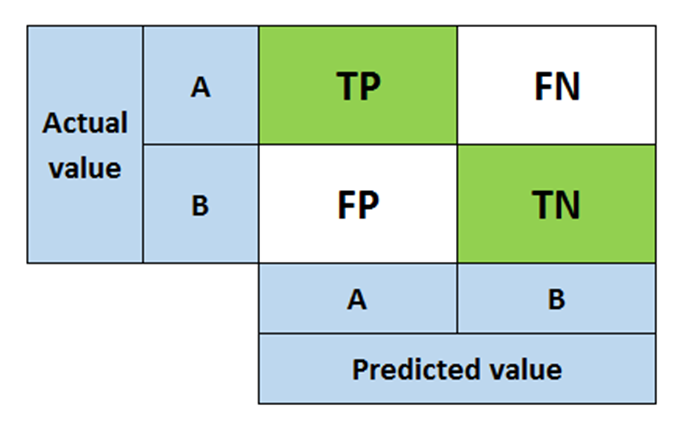 Actual
value
A
TP
FN
B
FP
TN
A
B
Predicted value